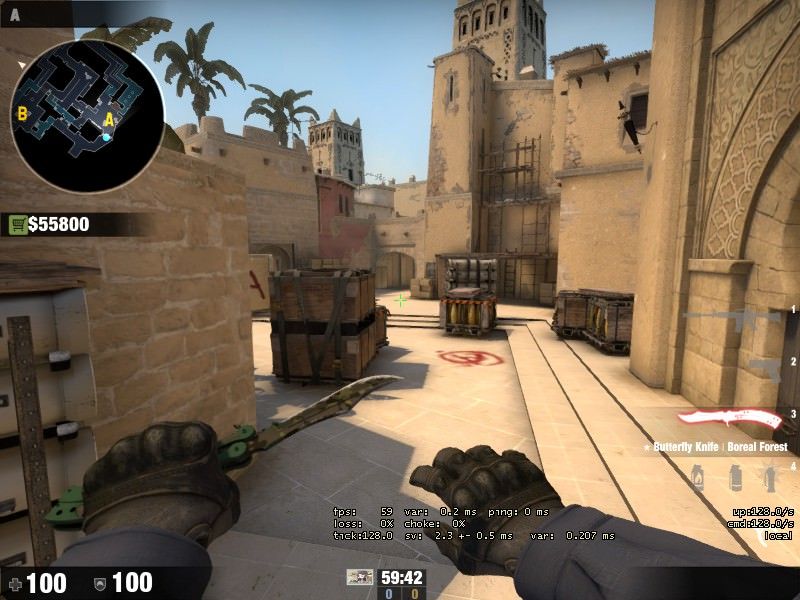 A
B
A
$55800
A
1
2
3
★ Butterfly Knife | Boreal Forest
4
fps: 59 var: 0.2 ms ping: 0 ms
loss: 0% choke: 0%
tick:128.0 sv: 2.3 +- 0.5 ms var: 0.207 ms
up:128.0/s
cmd:128.0/s
local
100
100
59:42
0 0